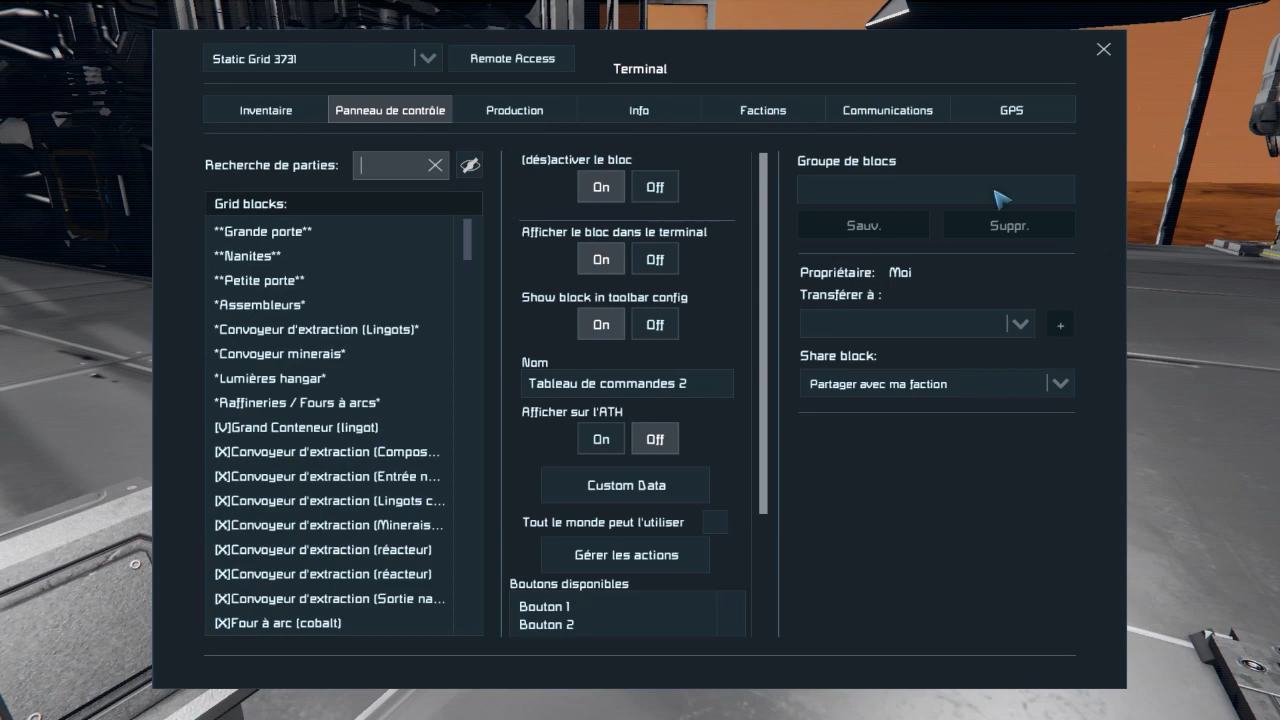 Static Grid 3731
Remote Access
Terminal
Inventaire
Panneau de contrôle
Production
Info
Factions
Communications
GPS
Recherche de parties:
Grid blocks:
**Grande porte**
**Nanites**
**Petite porte**
*Assembleurs*
*Convoyeur d'extraction (Lingots)*
*Convoyeur minerais*
*Lumières hangar*
*Raffineries / Fours à arcs*
[V]Grand Conteneur (lingot)
[X]Convoyeur d'extraction (Compos...
[X]Convoyeur d'extraction (Entrée n...
[X]Convoyeur d'extraction (Lingots c...
[X]Convoyeur d'extraction (Minerais...
[X]Convoyeur d'extraction (réacteur)
[X]Convoyeur d'extraction (réacteur)
[X]Convoyeur d'extraction (Sortie na...
[X]Four à arc (cobalt)
(dés)activer le bloc
On Off
Afficher le bloc dans le terminal
On Off
Show block in toolbar config
On Off
Nom
Tableau de commandes 2
Afficher sur l'ATH
On Off
Custom Data
Tout le monde peut l'utiliser
Gérer les actions
Boutons disponibles
Bouton 1
Bouton 2
Groupe de blocs
Sauv. Suppr.
Propriétaire: Moi
Transférer à :
+
Share block:
Partager avec ma faction